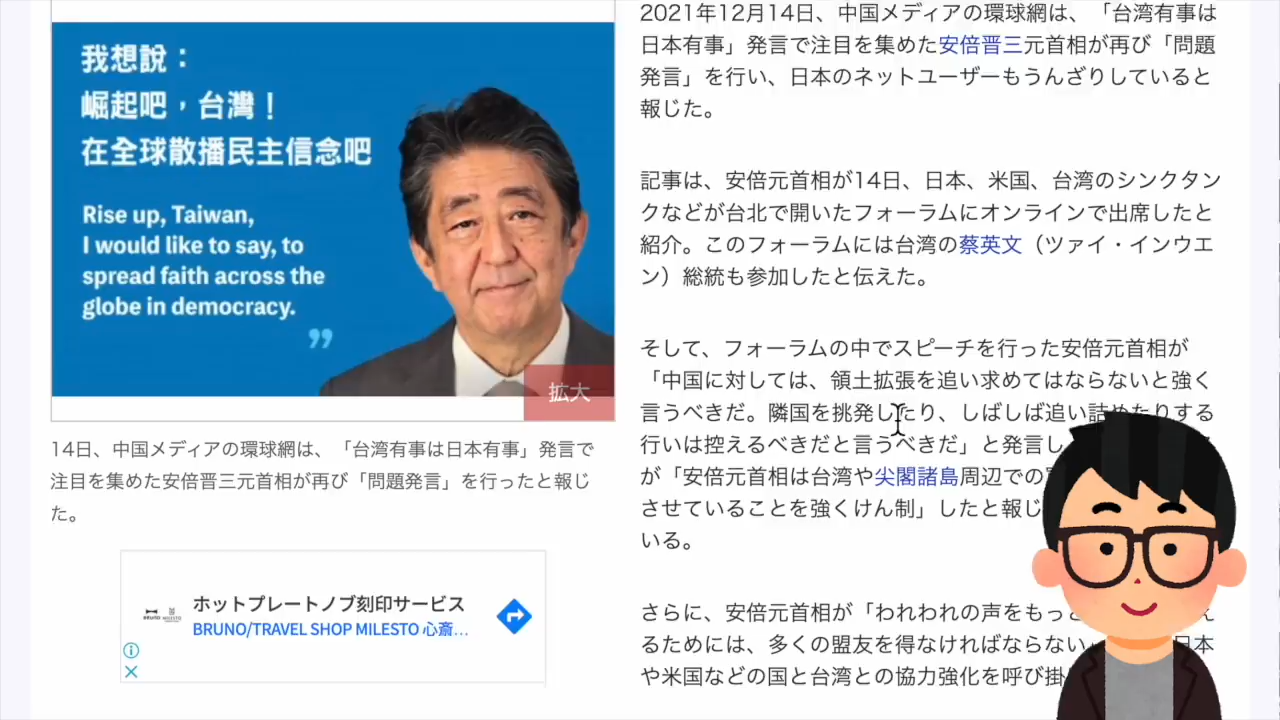 我想說：
崛起吧，台灣！
在全球散播民主信念吧
Rise up, Taiwan,
I would like to say, to
spread faith across the
globe in democracy.
”
拡大
14日、中国メディアの環球網は、「台湾有事は日本有事」発言で
注目を集めた安倍晋三元首相が再び「問題発言」を行ったと報じ
た。
ホットプレートノブ刻印サービス
BRUNO/TRAVEL SHOP MILESTO 心斎…
2021年12月14日、中国メディアの環球網は、「台湾有事は
日本有事」発言で注目を集めた安倍晋三元首相が再び「問題
発言」を行い、日本のネットユーザーもうんざりしていると
報じた。
記事は、安倍元首相が14日、日本、米国、台湾のシンクタン
クなどが台北で開いたフォーラムにオンラインで出席したと
紹介。このフォーラムには台湾の蔡英文（ツァイ・インウエ
ン）総統も参加したと伝えた。
そして、フォーラムの中でスピーチを行った安倍元首相が
「中国に対しては、領土拡張を追い求めてはならないと強く
言うべきだ。隣国を挑発したり、しばしば追い詰めたりする
行いは控えるべきだと言うべきだ」と発言し
が「安倍元首相は台湾や尖閣諸島周辺での
させていることを強くけん制」したと報じ
いる。
さらに、安倍元首相が「われわれの声をもっ
るためには、多くの盟友を得なければならない 日本
や米国などの国と台湾との協力強化を呼び掛